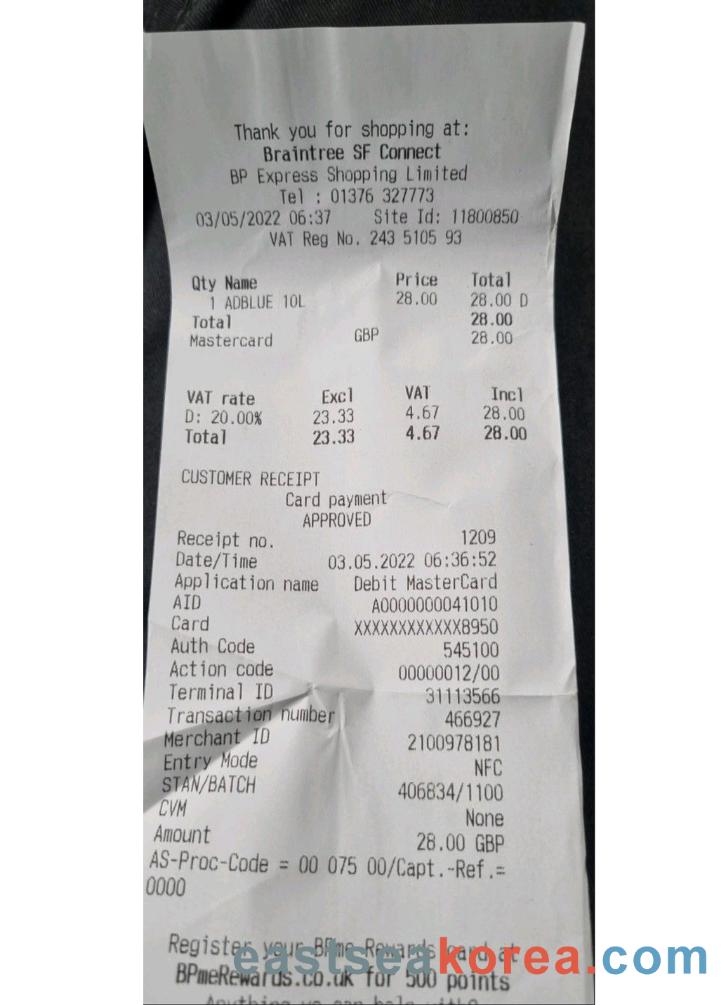 Thank you for shopping at:
Braintree SF Connect
BP Express Shopping Limited
Tel : 01376 327773
03/05/2022 06:37 Site Id: 11800850
VAT Reg No. 243 5105 93
Qty Name Price Total
1 ADBLUE 10L 28.00 28.00 D
Total 28.00
Mastercard GBP 28.00
VAT rate Excl VAT Incl
D: 20.00% 23.33 4.67 28.00
Total 23.33 4.67 28.00
CUSTOMER RECEIPT
Card payment
APPROVED
Receipt no. 1209
Date/Time 03.05.2022 06:36:52
Application name Debit MasterCard
AID A0000000041010
Card XXXXXXXXXXXX8950
Auth Code 545100
Action code 00000012/00
Terminal ID 31113566
Transaction number 466927
Merchant ID 2100978181
Entry Mode NFC
STAN/BATCH 406834/1100
CVM None
Amount 28.00 GBP
AS-Proc-Code = 00 075 00/Capt.-Ref.=
0000
Register your BPme Rewards card at
eastseakorea.com
BPmeRewards.co.uk for 500 points
Anything we can help with?